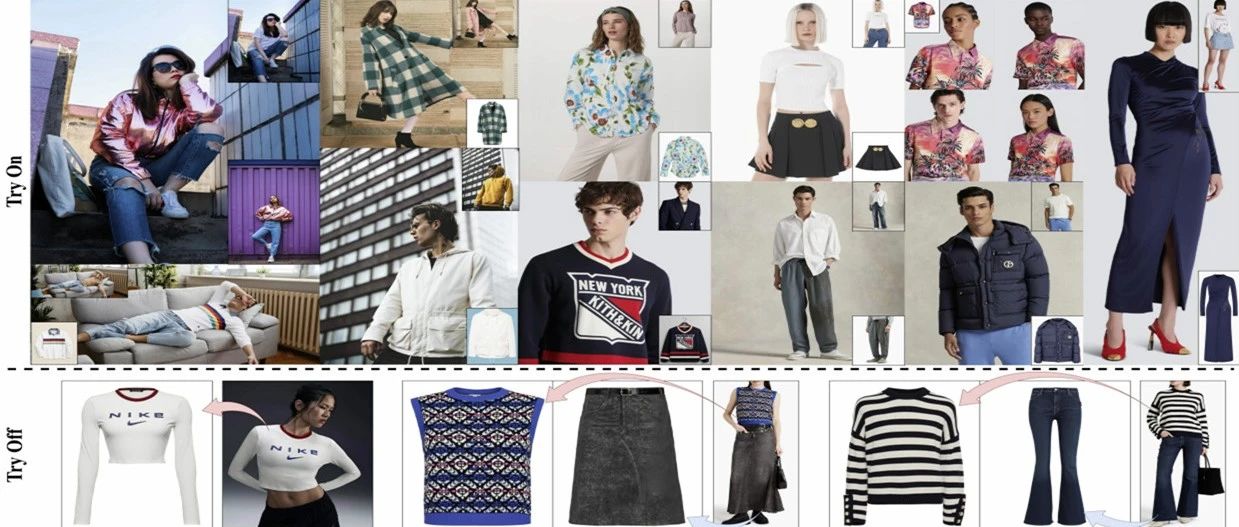 Try On
NEW YORK
KITH&KIN
Try Off
NIKE
NIKE